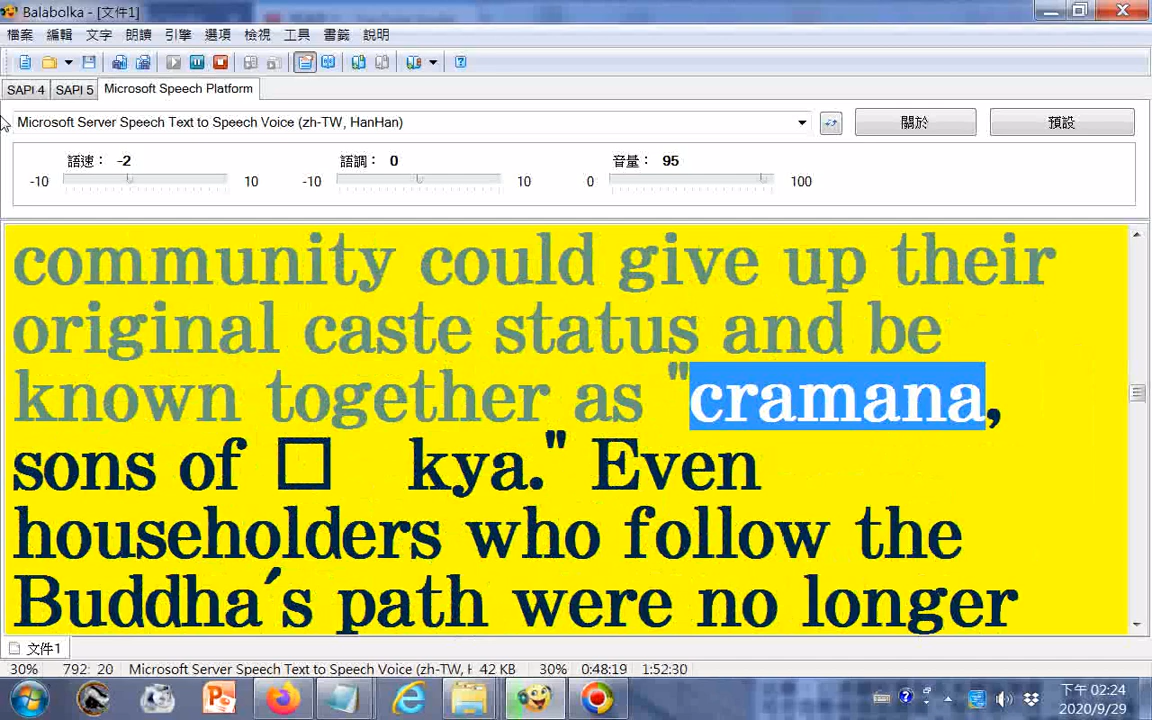 Balabolka - [文件1]
檔案 編輯 文字 朗讀 引擎 選項 檢視 工具 書籤 說明
SAPI 4 SAPI 5 Microsoft Speech Platform
Microsoft Server Speech Text to Speech Voice (zh-TW, HanHan) 關於 預設
語速： -2 語調： 0 音量： 95
-10 10 -10 10 0 100
community could give up their
original caste status and be
known together as "cramana,
sons of □ kya." Even
householders who follow the
Buddha´s path were no longer
文件1
30% 792: 20 Microsoft Server Speech Text to Speech Voice (zh-TW, H 42 KB 30% 0:48:19 1:52:30
下午 02:24
2020/9/29